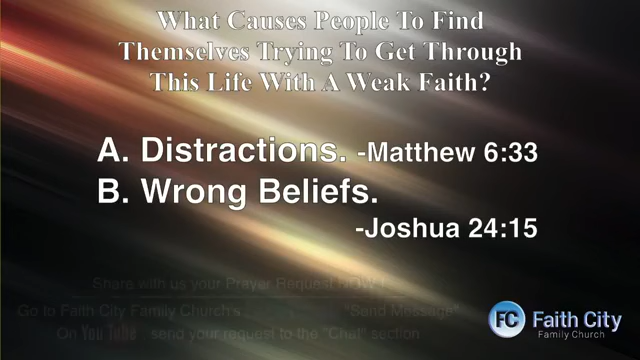 What Causes People To Find
Themselves Trying To Get Through
This Life With A Weak Faith?
A. Distractions. -Matthew 6:33
B. Wrong Beliefs.
-Joshua 24:15
Share with us your Prayer Request NOW!
Go to Faith City Family Church's "Send Message"
On YouTube send your request to the "Chat" section
FC Faith City
Family Church